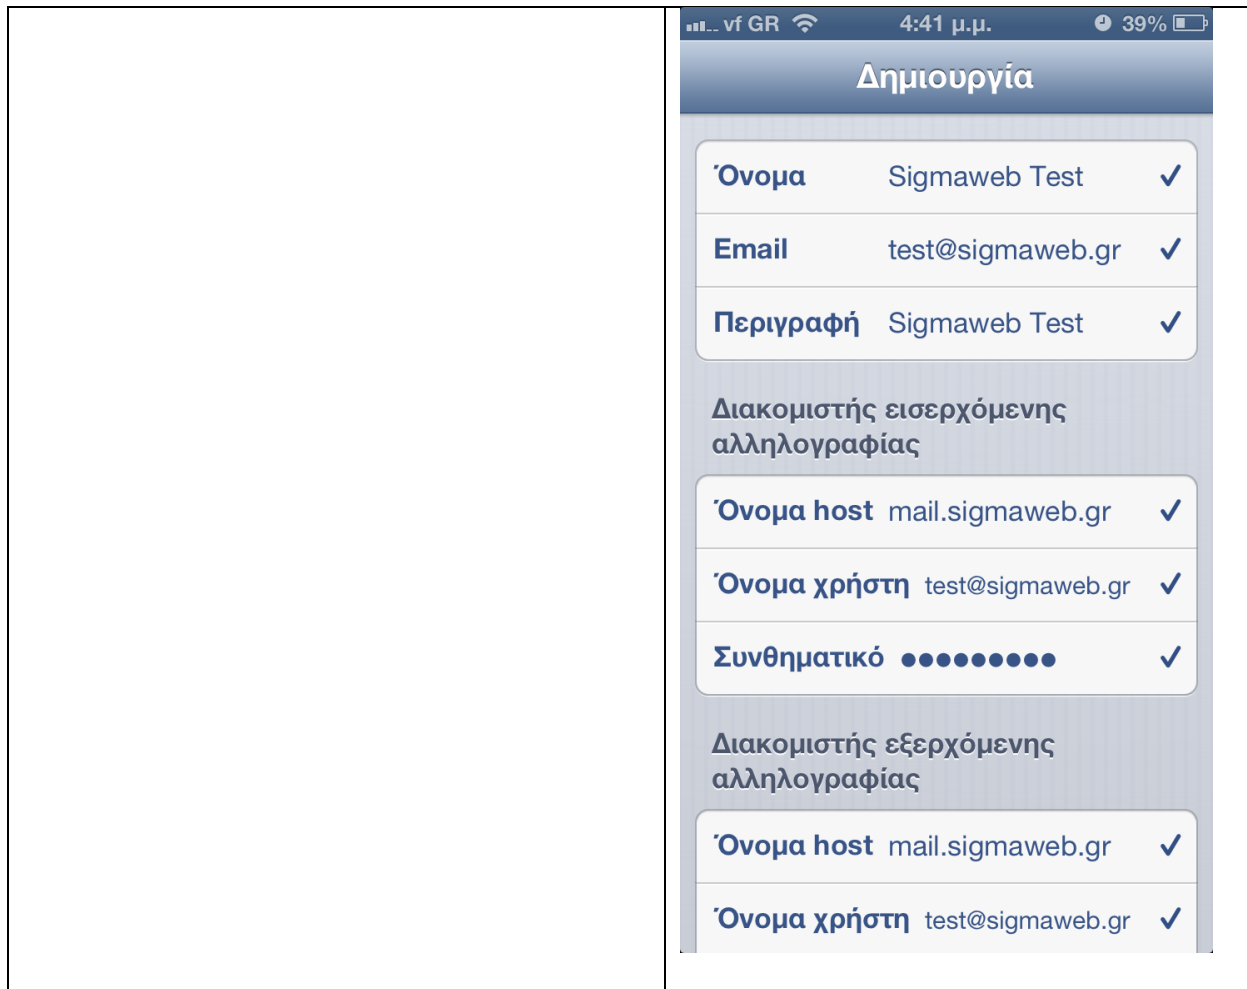 vf GR 4:41 μ.μ. 39%
Δημιουργία
Όνομα Sigmaweb Test
Email test@sigmaweb.gr
Περιγραφή Sigmaweb Test
Διακομιστής εισερχόμενης
αλληλογραφίας
Όνομα host mail.sigmaweb.gr
Όνομα χρήστη test@sigmaweb.gr
Συνθηματικό ●●●●●●●●●
Διακομιστής εξερχόμενης
αλληλογραφίας
Όνομα host mail.sigmaweb.gr
Όνομα χρήστη test@sigmaweb.gr